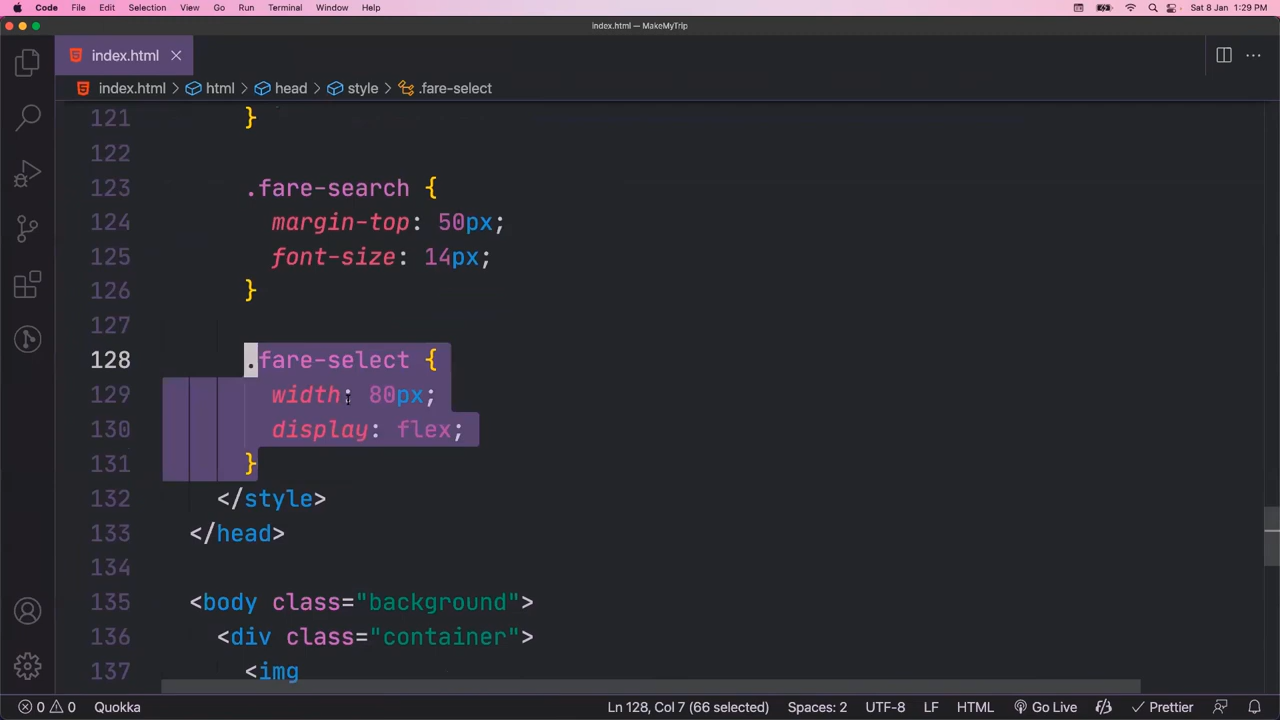 Code File Edit Selection View Go Run Terminal Window Help Sat 8 Jan 1:29 PM
index.html — MakeMyTrip
index.html
index.html > html > head > style > .fare-select
121 }
122
123 .fare-search {
124 margin-top: 50px;
125 font-size: 14px;
126 }
127
128 .fare-select {
129 width: 80px;
130 display: flex;
131 }
132 </style>
133 </head>
134
135 <body class="background">
136 <div class="container">
137 <img
0 0 Quokka Ln 128, Col 7 (66 selected) Spaces: 2 UTF-8 LF HTML Go Live Prettier